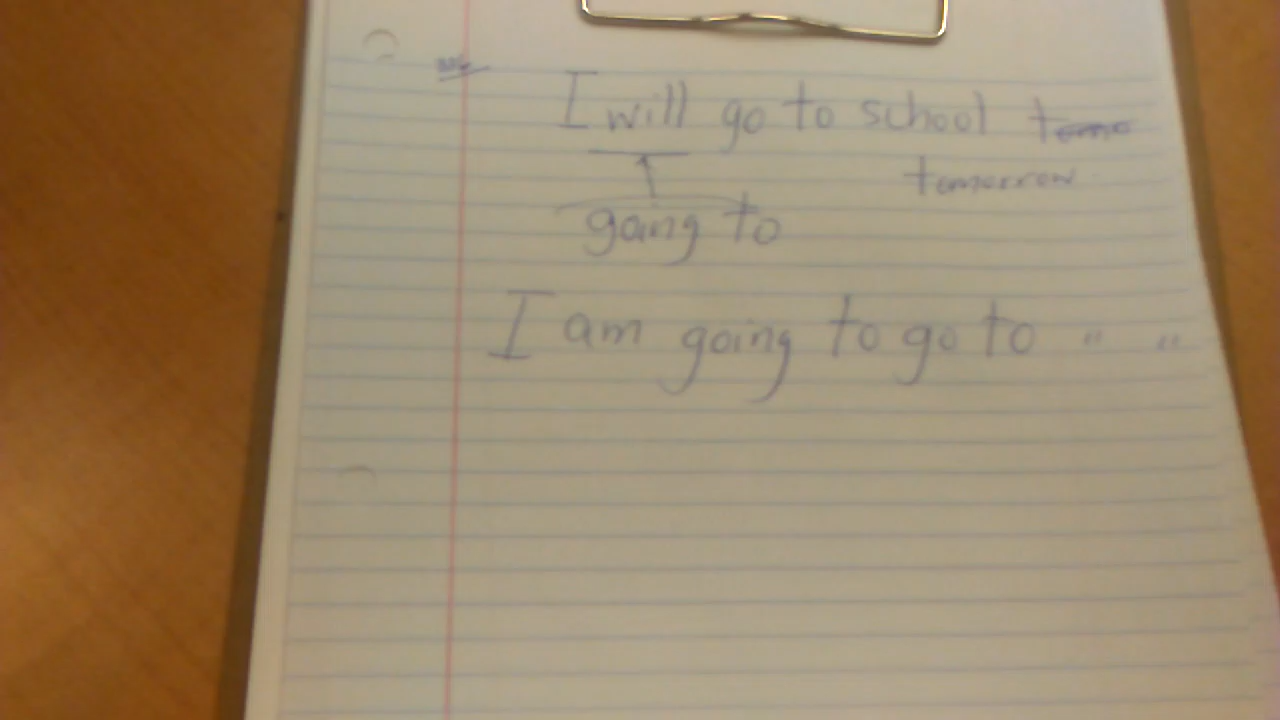 I will go to school
tomorrow
going to
I am going to go to " "